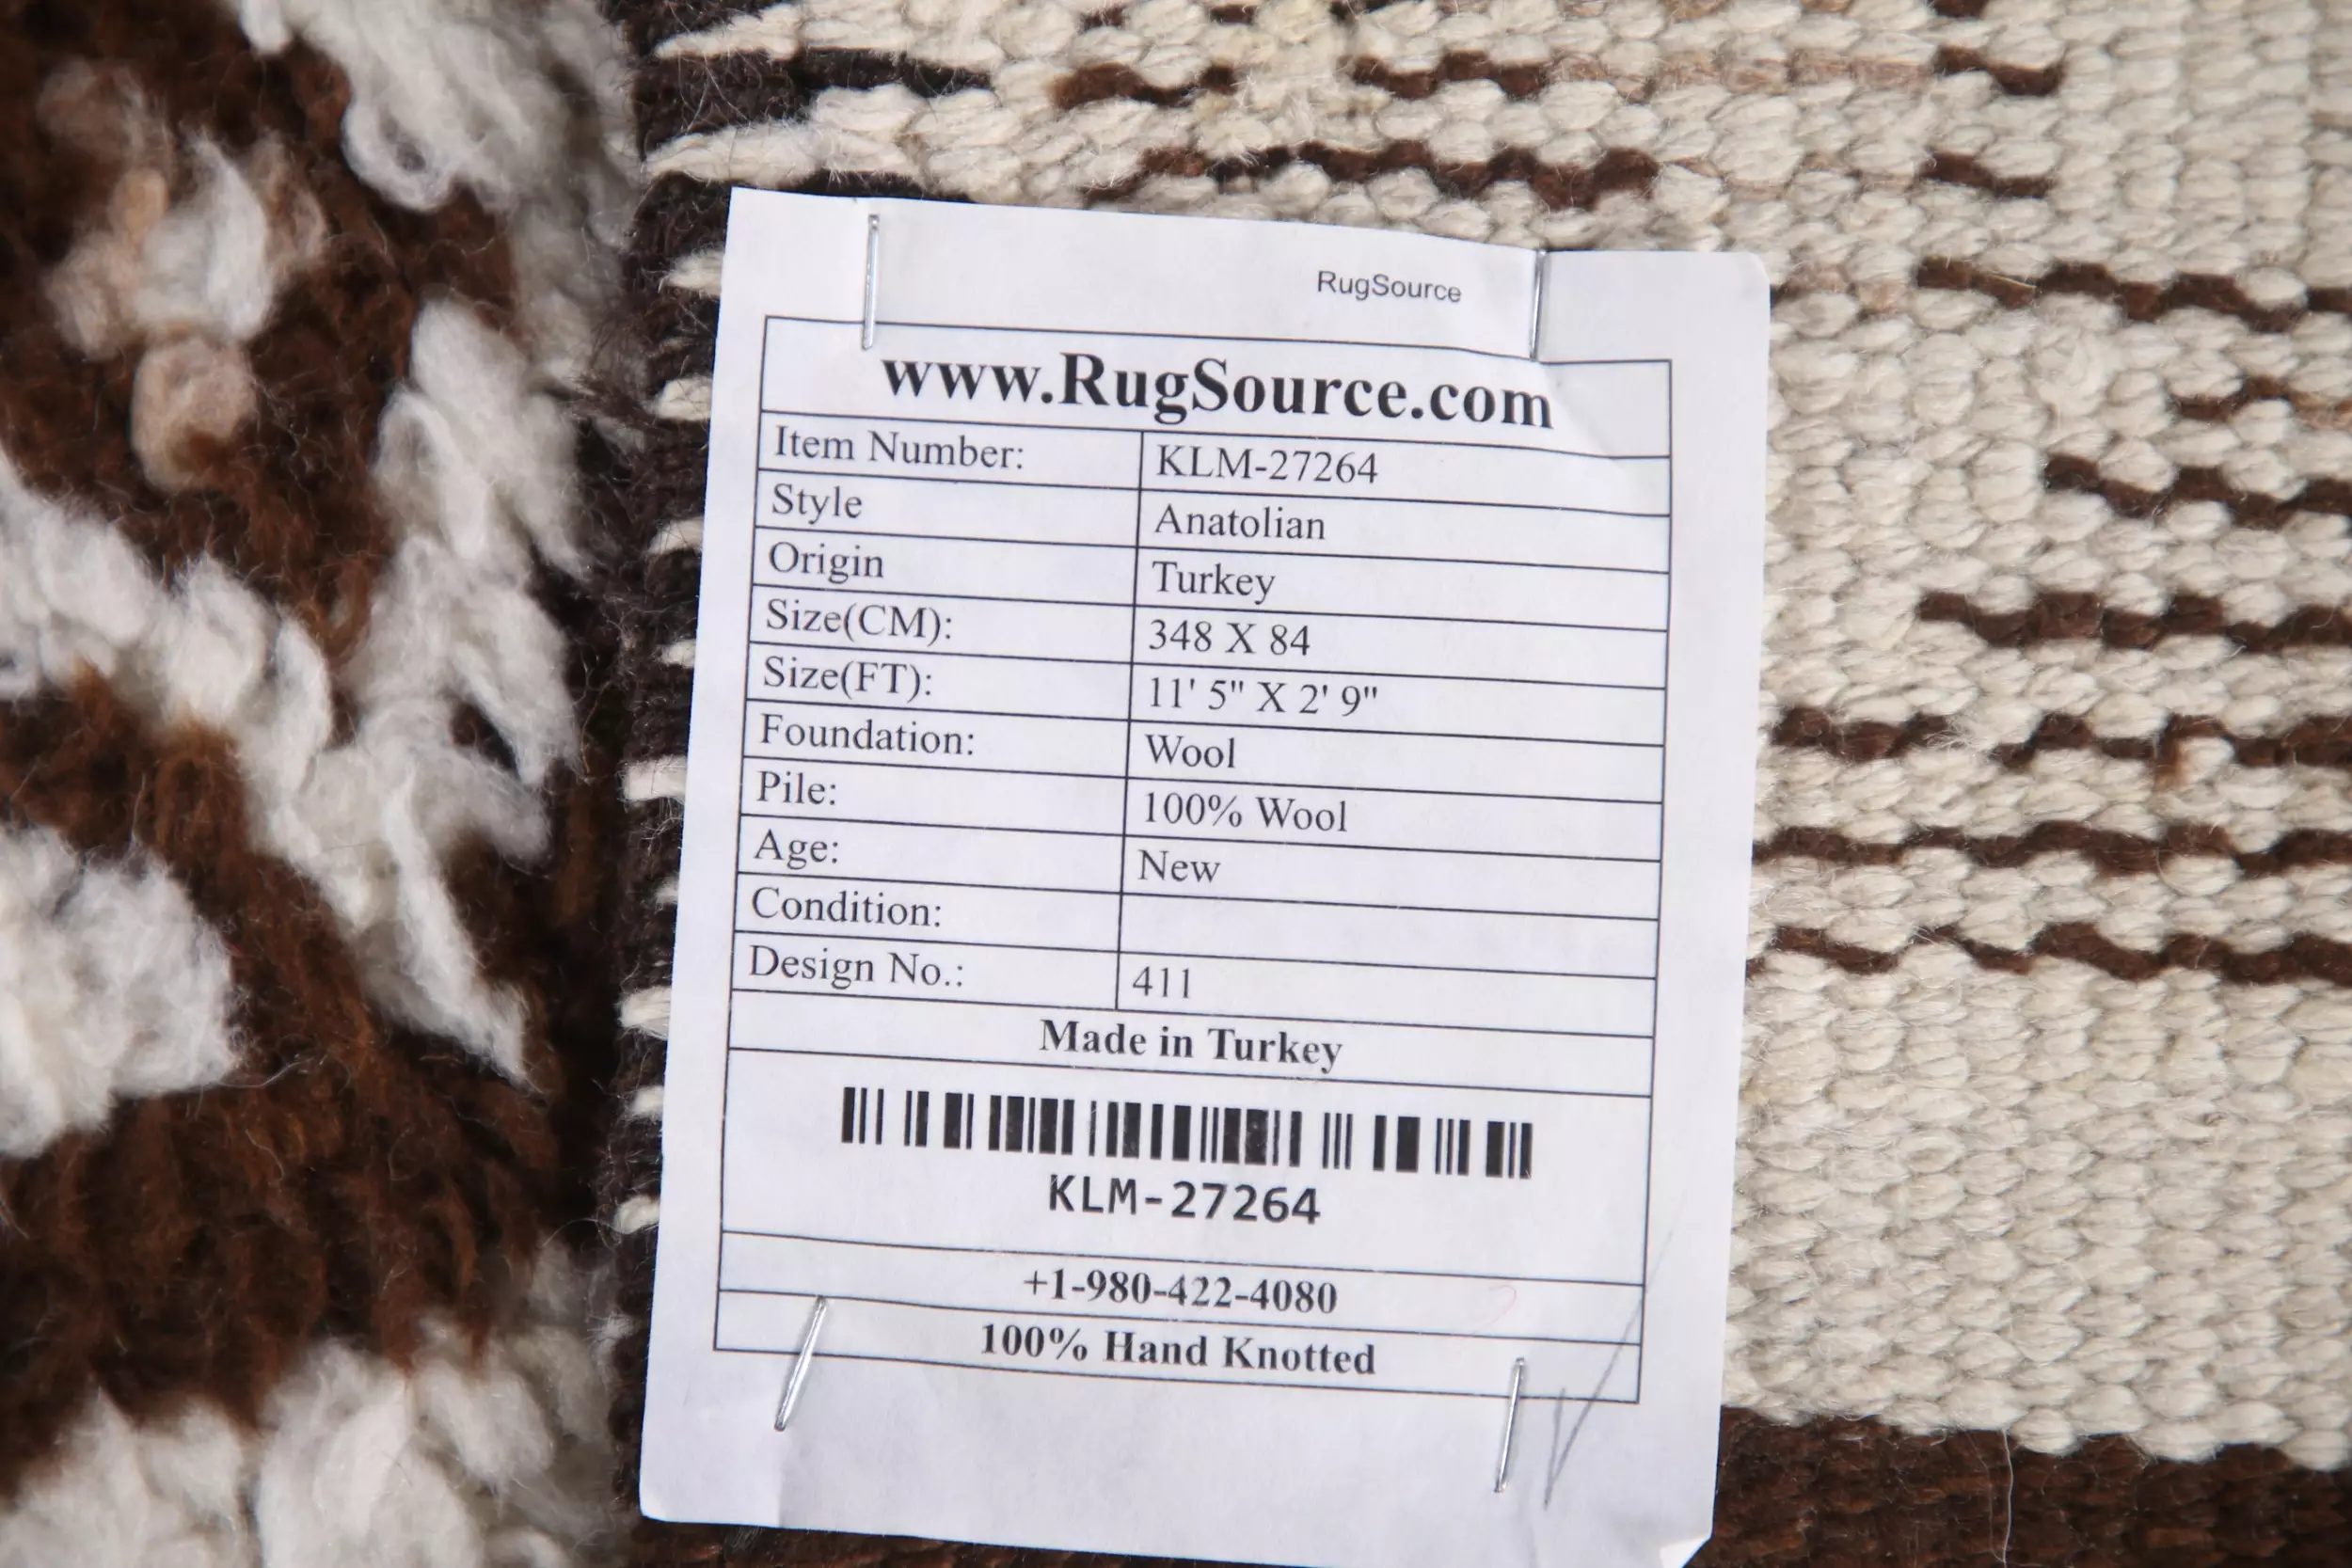 RugSource
www.RugSource.com
Item Number: KLM-27264
Style Anatolian
Origin Turkey
Size(CM): 348 X 84
Size(FT): 11' 5" X 2' 9"
Foundation: Wool
Pile: 100% Wool
Age: New
Condition:
Design No.: 411
Made in Turkey
KLM-27264
+1-980-422-4080
100% Hand Knotted